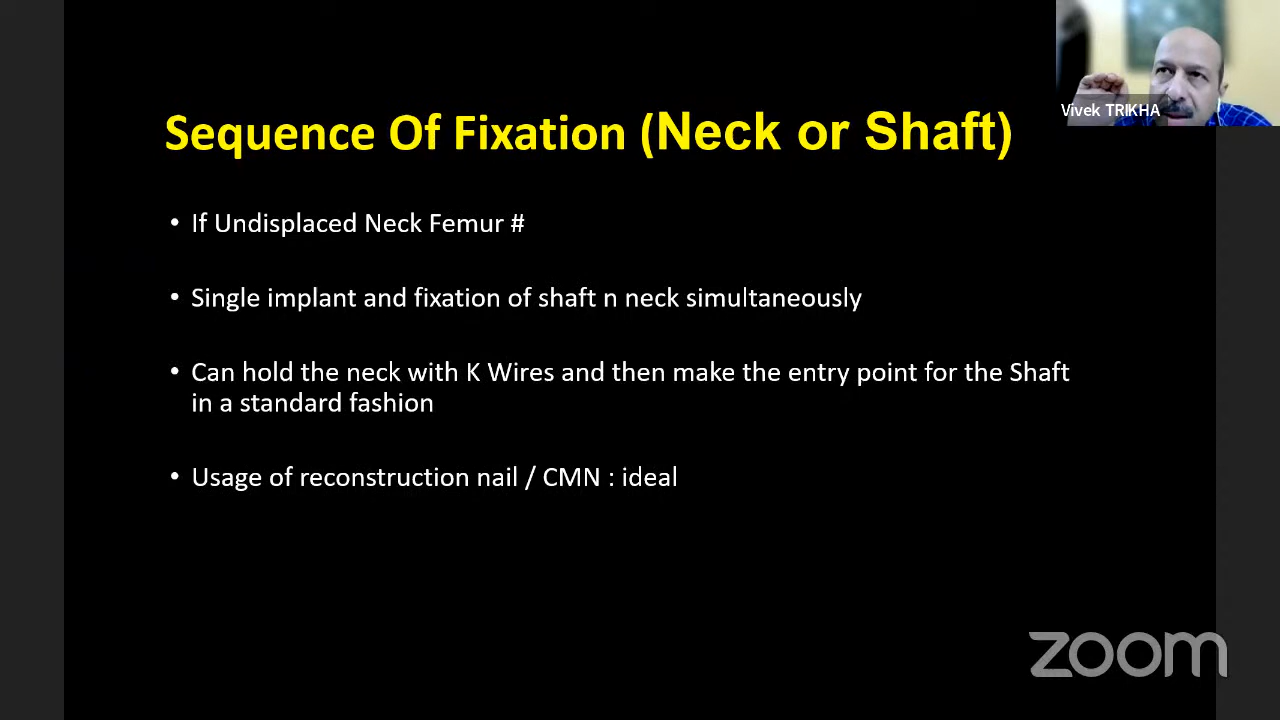 Vivek TRIKHA
Sequence Of Fixation (Neck or Shaft)
• If Undisplaced Neck Femur #
• Single implant and fixation of shaft n neck simultaneously
• Can hold the neck with K Wires and then make the entry point for the Shaft
in a standard fashion
• Usage of reconstruction nail / CMN : ideal
zoom